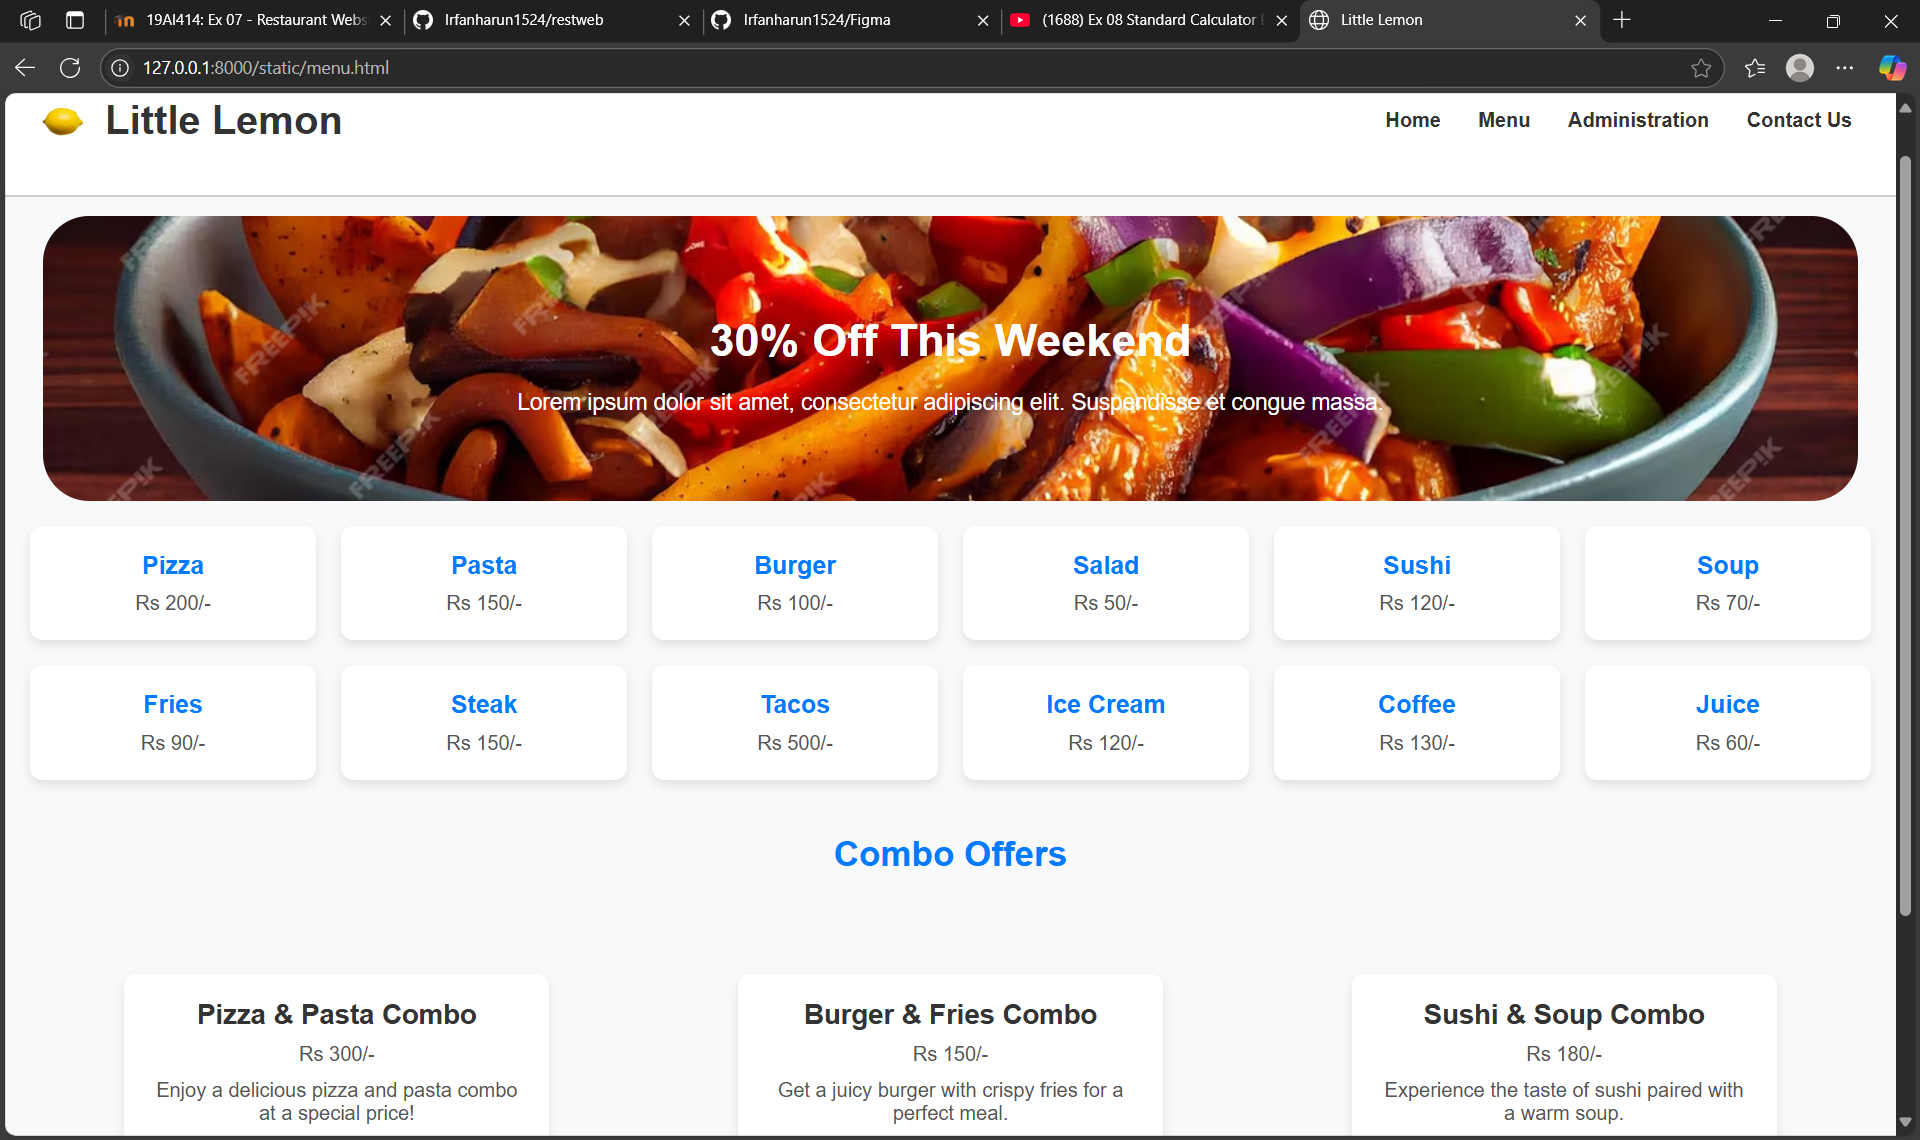 19AI414: Ex 07 - Restaurant Webs
Irfanharun1524/restweb
Irfanharun1524/Figma
(1688) Ex 08 Standard Calculator
Little Lemon
127.0.0.1:8000/static/menu.html
Little Lemon
Home Menu Administration Contact Us
30% Off This Weekend
Lorem ipsum dolor sit amet, consectetur adipiscing elit. Suspendisse et congue massa.
FREEPIK
Pizza Pasta Burger Salad Sushi Soup
Rs 200/- Rs 150/- Rs 100/- Rs 50/- Rs 120/- Rs 70/-
Fries Steak Tacos Ice Cream Coffee Juice
Rs 90/- Rs 150/- Rs 500/- Rs 120/- Rs 130/- Rs 60/-
Combo Offers
Pizza & Pasta Combo
Rs 300/-
Enjoy a delicious pizza and pasta combo
at a special price!
Burger & Fries Combo
Rs 150/-
Get a juicy burger with crispy fries for a
perfect meal.
Sushi & Soup Combo
Rs 180/-
Experience the taste of sushi paired with
a warm soup.